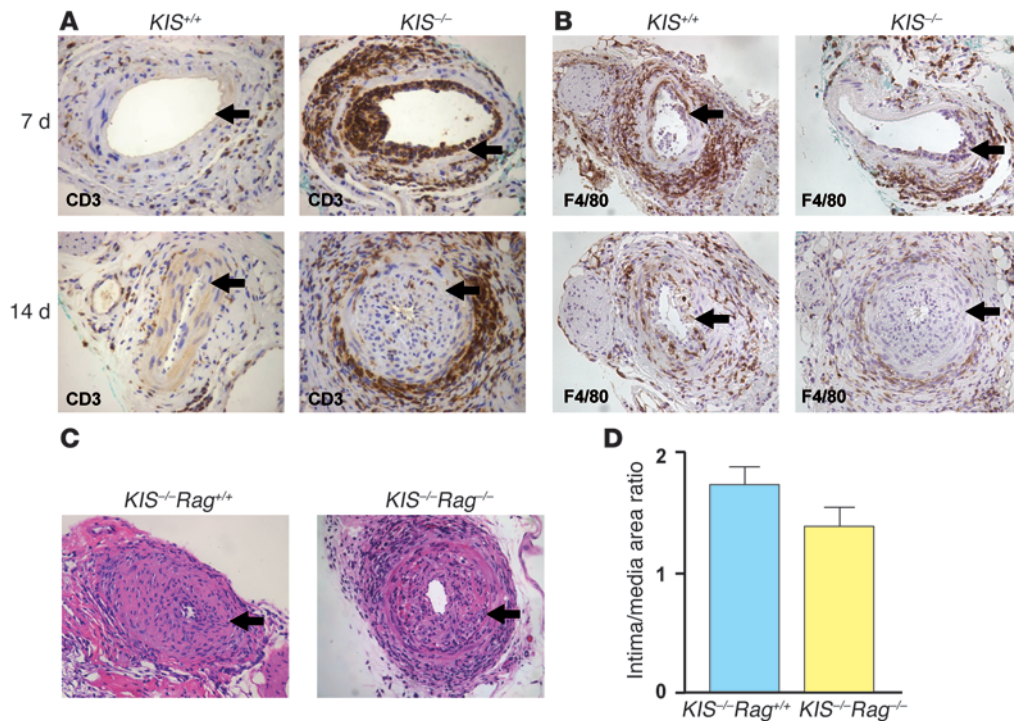 A
KIS+/+
KIS−/−
B
KIS+/+
KIS−/−
7 d
CD3
CD3
F4/80
F4/80
14 d
CD3
CD3
F4/80
F4/80
C
KIS−/−Rag+/+
KIS−/−Rag−/−
D
Intima/media area ratio
2
1
0
KIS−/−Rag+/+
KIS−/−Rag−/−